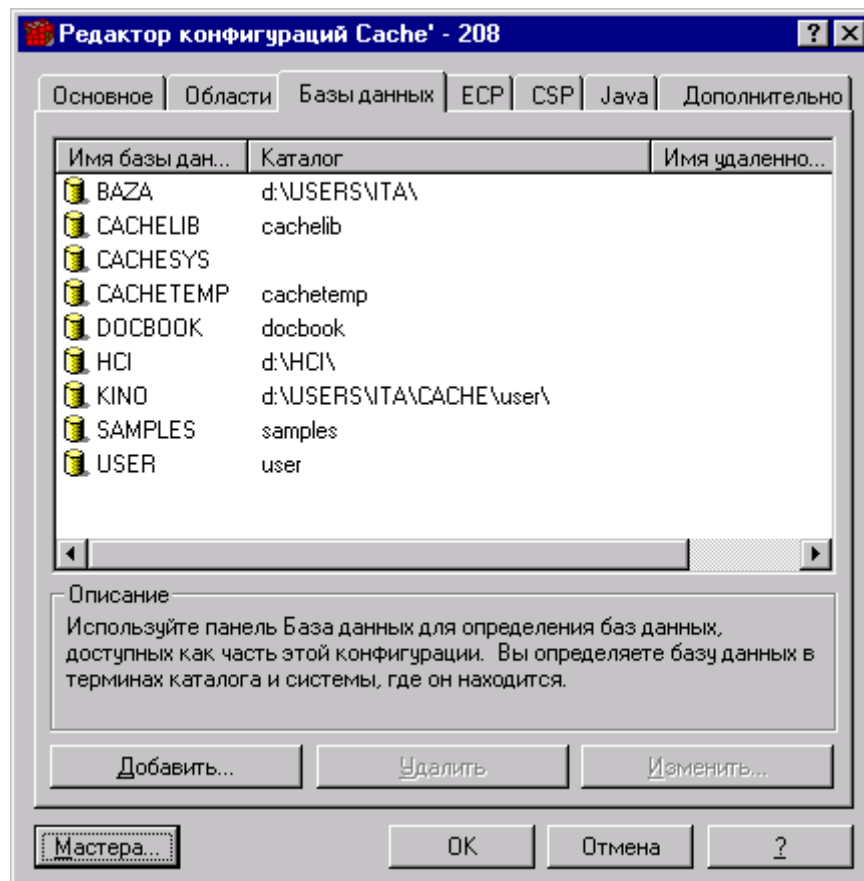 Редактор конфигураций Cache' - 208
Основное Области Базы данных ECP CSP Java Дополнительно
Имя базы дан... Каталог Имя удаленно...
BAZA d:\USERS\ITA\
CACHELIB cachelib
CACHESYS
CACHETEMP cachetemp
DOCBOOK docbook
HCI d:\HCI\
KINO d:\USERS\ITA\CACHE\user\
SAMPLES samples
USER user
Описание
Используйте панель База данных для определения баз данных,
доступных как часть этой конфигурации. Вы определяете базу данных в
терминах каталога и системы, где он находится.
Добавить... Удалить Изменить...
Мастера... OK Отмена ?